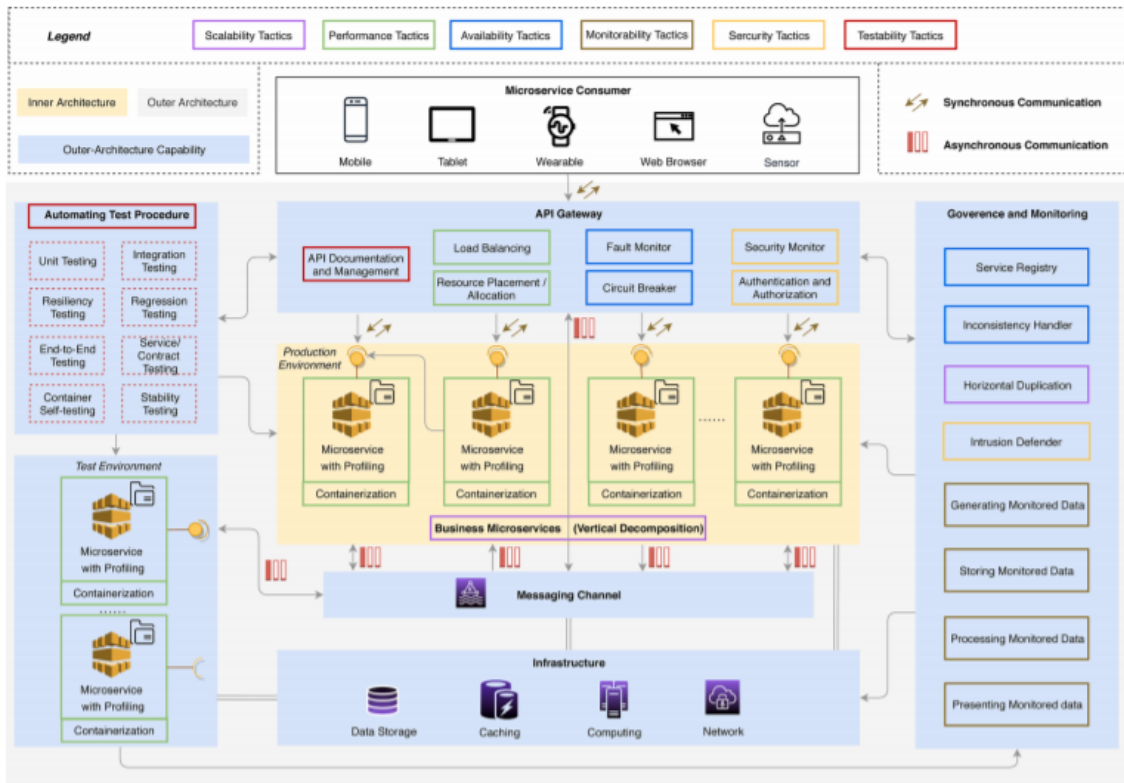 Legend
Scalability Tactics
Performance Tactics
Availability Tactics
Monitorability Tactics
Sercurity Tactics
Testability Tactics
Inner Architecture
Outer Architecture
Outer-Architecture Capability
Microservice Consumer
Mobile
Tablet
Wearable
Web Browser
Sensor
Synchronous Communication
Asynchronous Communication
Automating Test Procedure
Unit Testing
Integration
Testing
Resiliency
Testing
Regression
Testing
End-to-End
Testing
Service/
Contract
Testing
Container
Self-testing
Stability
Testing
API Gateway
API Documentation
and Management
Load Balancing
Resource Placement /
Allocation
Fault Monitor
Circuit Breaker
Security Monitor
Authentication and
Authorization
Goverence and Monitoring
Service Registry
Inconsistency Handler
Horizontal Duplication
Intrusion Defender
Generating Monitored Data
Storing Monitored Data
Processing Monitored Data
Presenting Monitored data
Production
Environment
Microservice
with Profiling
Containerization
Microservice
with Profiling
Containerization
Microservice
with Profiling
Containerization
......
Microservice
with Profiling
Containerization
Business Microservices (Vertical Decomposition)
Test Environment
Microservice
with Profiling
Containerization
......
Microservice
with Profiling
Containerization
Messaging Channel
Infrastructure
Data Storage
Caching
Computing
Network